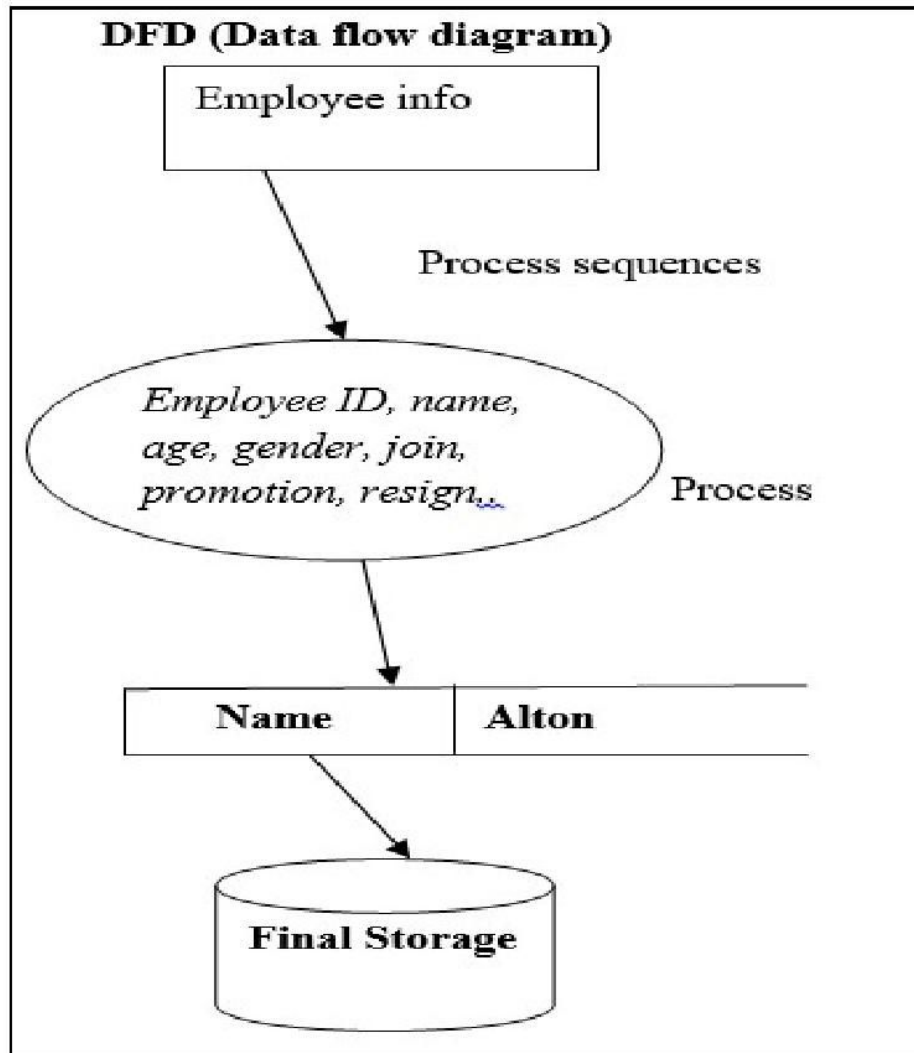 DFD (Data flow diagram)
Employee info
Process sequences
Employee ID, name,
age, gender, join,
promotion, resign..
Process
Name Alton
Final Storage